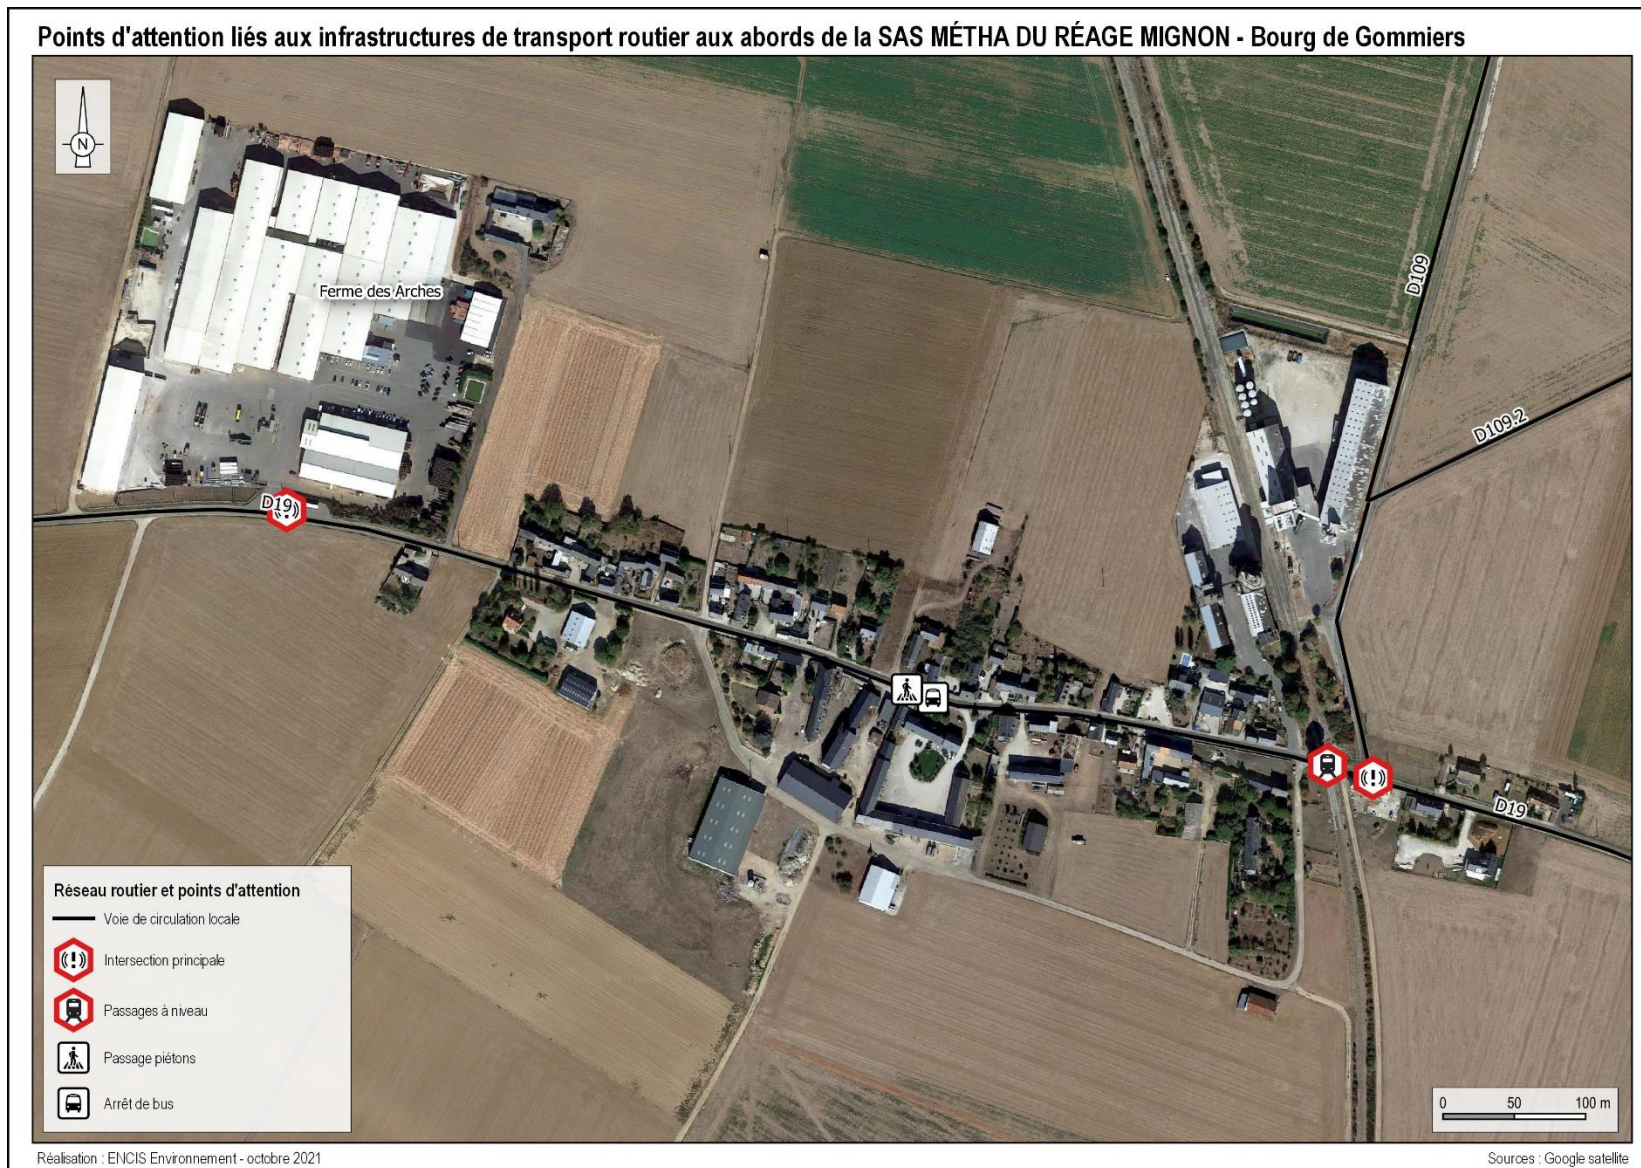 Points d'attention liés aux infrastructures de transport routier aux abords de la SAS MÉTHA DU RÉAGE MIGNON - Bourg de Gommiers
N
Ferme des Arches
D109
D109.2
D19
D19
Réseau routier et points d'attention
Voie de circulation locale
Intersection principale
Passages à niveau
Passage piétons
Arrêt de bus
0 50 100 m
Réalisation : ENCIS Environnement - octobre 2021
Sources : Google satellite